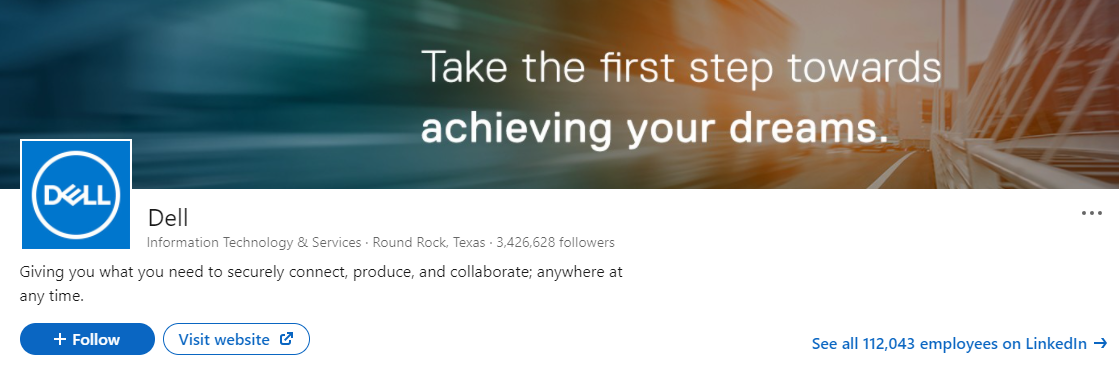 Take the first step towards
achieving your dreams.
DELL
Dell
Information Technology & Services · Round Rock, Texas · 3,426,628 followers
Giving you what you need to securely connect, produce, and collaborate; anywhere at
any time.
+ Follow
Visit website
See all 112,043 employees on LinkedIn →